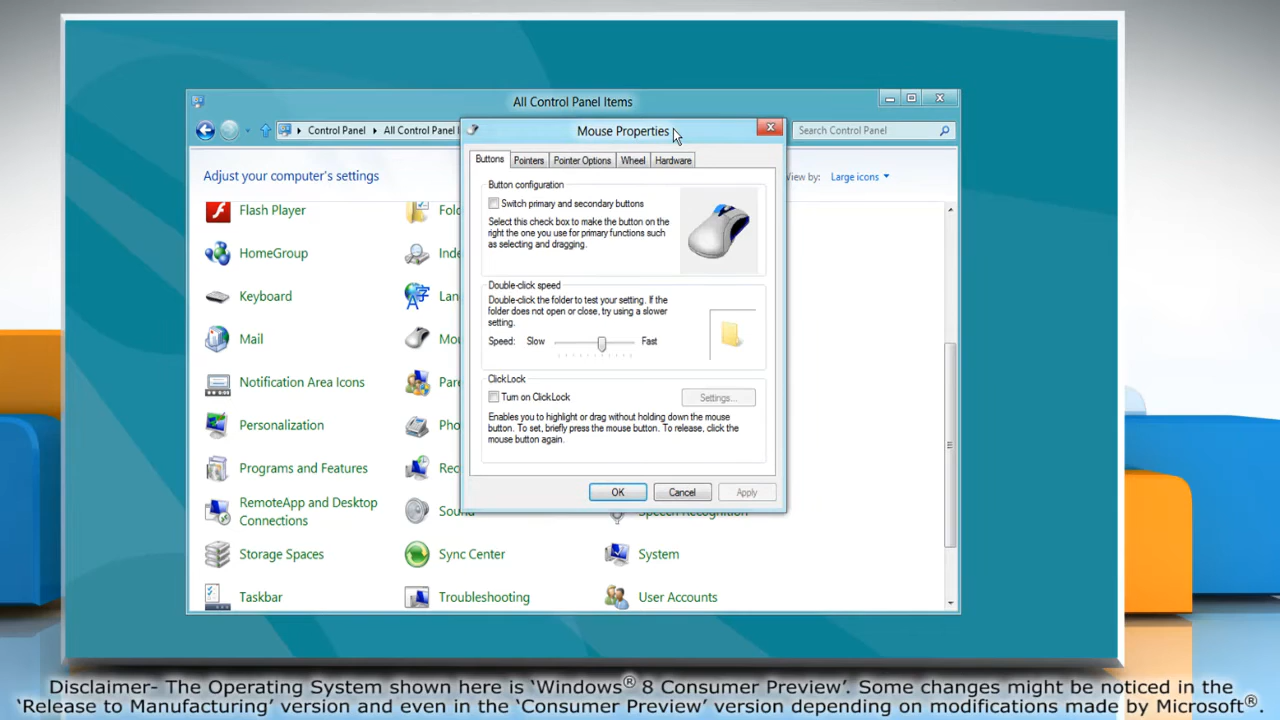 All Control Panel Items
Control Panel All Control Panel I
Search Control Panel
Mouse Properties
Adjust your computer's settings
View by: Large icons
Buttons Pointers Pointer Options Wheel Hardware
Button configuration
Switch primary and secondary buttons
Select this check box to make the button on the
right the one you use for primary functions such
as selecting and dragging.
Double-click speed
Double-click the folder to test your setting. If the
folder does not open or close, try using a slower
setting.
Speed: Slow Fast
ClickLock
Turn on ClickLock
Settings...
Enables you to highlight or drag without holding down the mouse
button. To set, briefly press the mouse button. To release, click the
mouse button again.
OK Cancel Apply
Flash Player Fol
HomeGroup Inde
Keyboard Lan
Mail Mou
Notification Area Icons Pare
Personalization Pho
Programs and Features Rec
RemoteApp and Desktop
Connections
Sound Speech Recognition
Storage Spaces Sync Center System
Taskbar Troubleshooting User Accounts
Disclaimer- The Operating System shown here is ‘Windows® 8 Consumer Preview’. Some changes might be noticed in the
‘Release to Manufacturing’ version and even in the ‘Consumer Preview’ version depending on modifications made by Microsoft®.